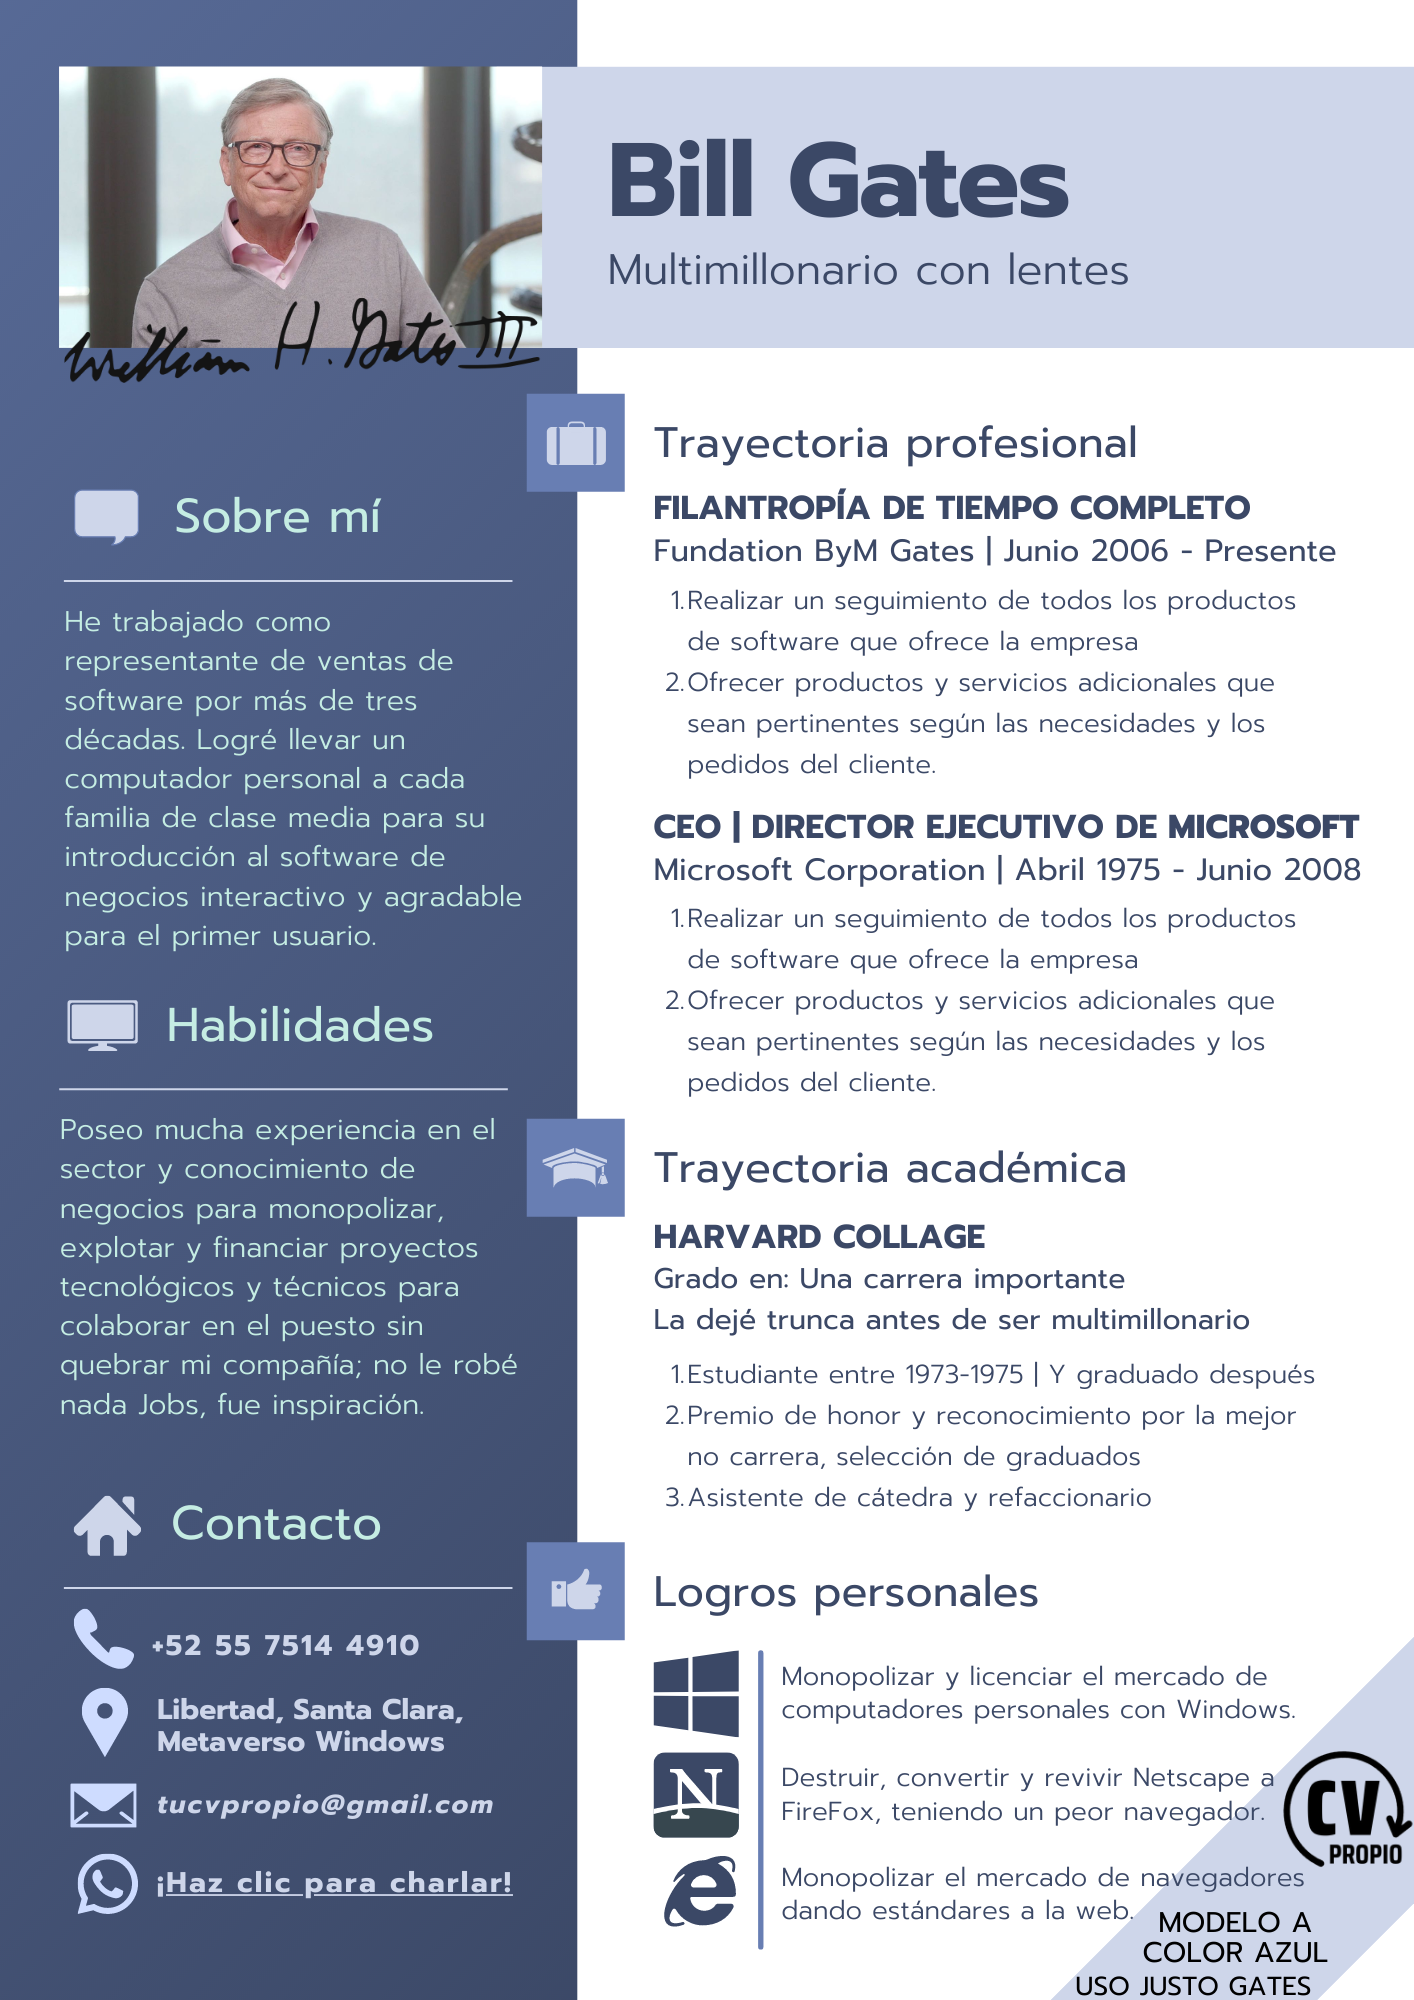 Bill Gates
Multimillonario con lentes
William H. Gates III
Sobre mí
He trabajado como
representante de ventas de
software por más de tres
décadas. Logré llevar un
computador personal a cada
familia de clase media para su
introducción al software de
negocios interactivo y agradable
para el primer usuario.
Habilidades
Poseo mucha experiencia en el
sector y conocimiento de
negocios para monopolizar,
explotar y financiar proyectos
tecnológicos y técnicos para
colaborar en el puesto sin
quebrar mi compañía; no le robé
nada Jobs, fue inspiración.
Contacto
+52 55 7514 4910
Libertad, Santa Clara,
Metaverso Windows
tucvpropio@gmail.com
¡Haz clic para charlar!
Trayectoria profesional
FILANTROPÍA DE TIEMPO COMPLETO
Fundation ByM Gates | Junio 2006 - Presente
1.Realizar un seguimiento de todos los productos
de software que ofrece la empresa
2.Ofrecer productos y servicios adicionales que
sean pertinentes según las necesidades y los
pedidos del cliente.
CEO | DIRECTOR EJECUTIVO DE MICROSOFT
Microsoft Corporation | Abril 1975 - Junio 2008
1.Realizar un seguimiento de todos los productos
de software que ofrece la empresa
2.Ofrecer productos y servicios adicionales que
sean pertinentes según las necesidades y los
pedidos del cliente.
Trayectoria académica
HARVARD COLLAGE
Grado en: Una carrera importante
La dejé trunca antes de ser multimillonario
1.Estudiante entre 1973-1975 | Y graduado después
2.Premio de honor y reconocimiento por la mejor
no carrera, selección de graduados
3.Asistente de cátedra y refaccionario
Logros personales
Monopolizar y licenciar el mercado de
computadores personales con Windows.
N
Destruir, convertir y revivir Netscape a
FireFox, teniendo un peor navegador.
Monopolizar el mercado de navegadores
dando estándares a la web.
CV
PROPIO
MODELO A
COLOR AZUL
USO JUSTO GATES